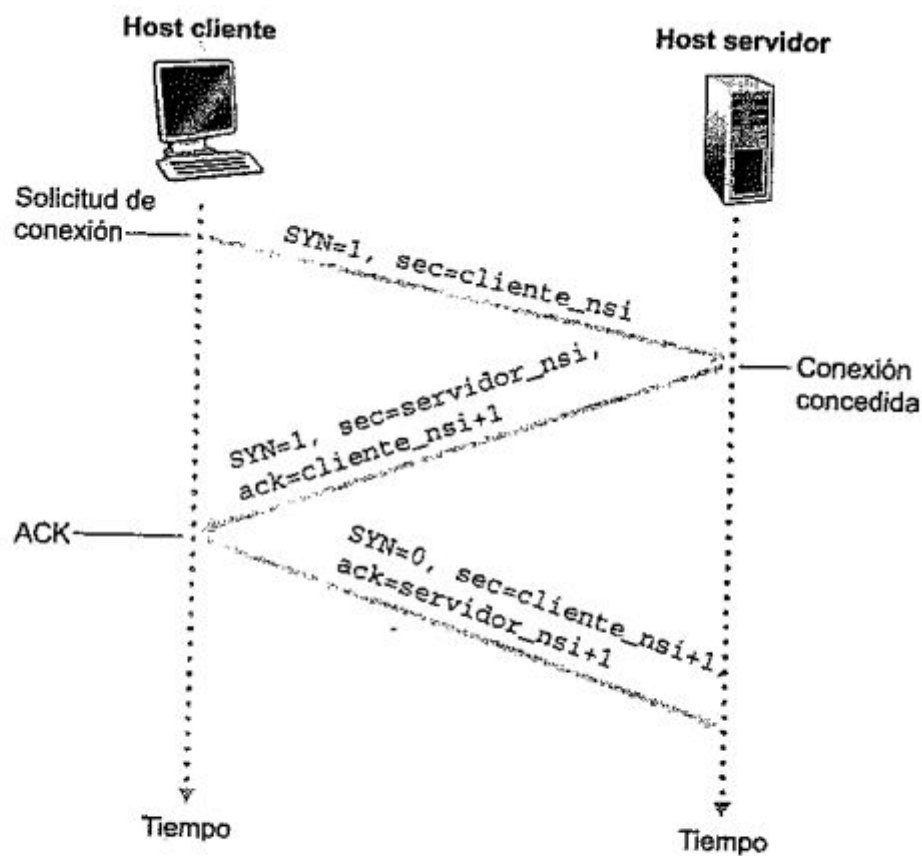 Host cliente
Host servidor
Solicitud de
conexión
SYN=1, sec=cliente_nsi
Conexión
concedida
SYN=1, sec=servidor_nsi,
ack=cliente_nsi+1
ACK
SYN=0, sec=cliente_nsi+1,
ack=servidor_nsi+1
Tiempo
Tiempo